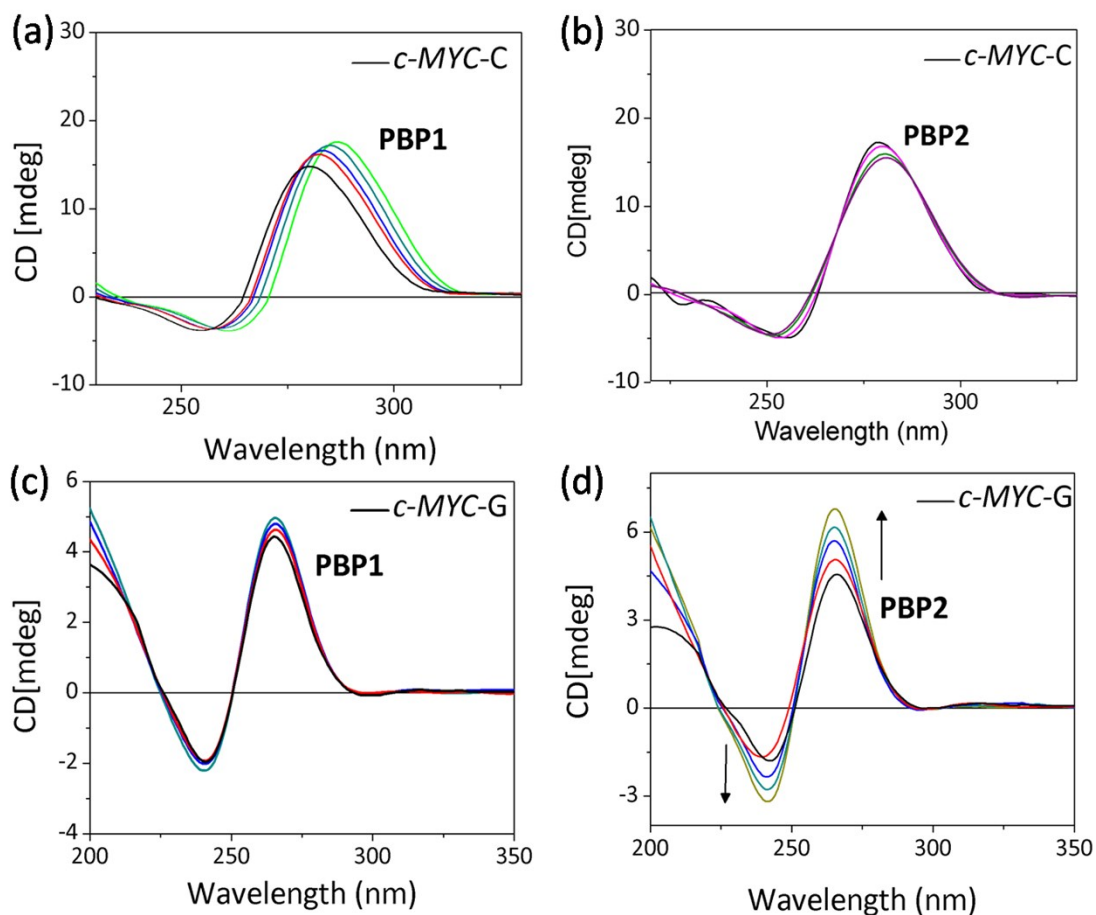 (a)
30
20
10
0
-10
CD [mdeg]
250
300
Wavelength (nm)
c-MYC-C
PBP1
(b)
30
20
10
0
-10
CD[mdeg]
250
300
Wavelength (nm)
c-MYC-C
PBP2
(c)
6
4
2
0
-2
-4
CD[mdeg]
200
250
300
350
Wavelength (nm)
c-MYC-G
PBP1
(d)
6
3
0
-3
CD[mdeg]
200
250
300
350
Wavelength (nm)
c-MYC-G
PBP2